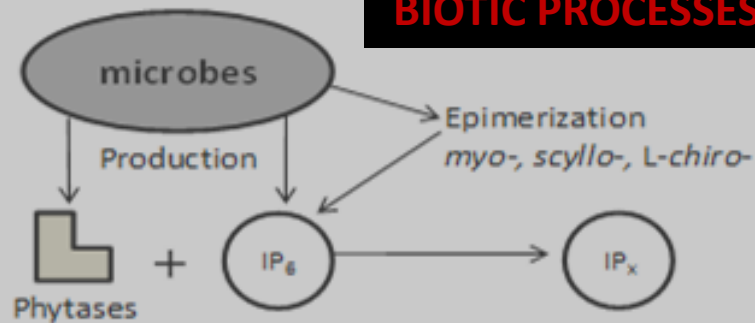 BIOTIC PROCESSES
microbes
Epimerization
Production
myo-, scyllo-, L-chiro-
+
IP₆
IPₓ
Phytases